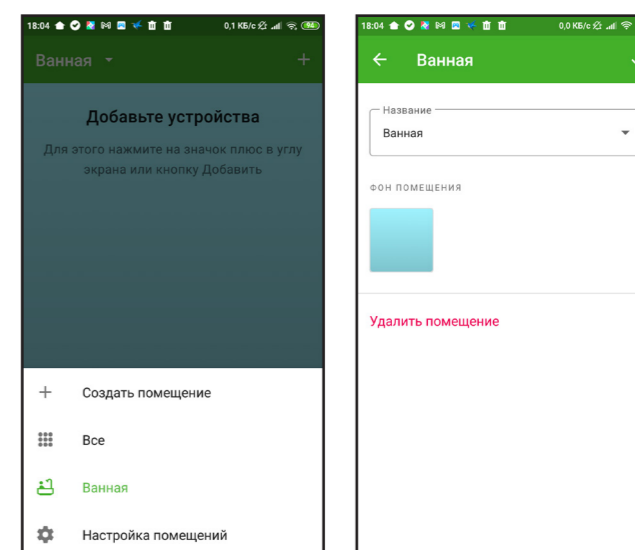 18:04 0,1 КБ/с 94
Ванная
Добавьте устройства
Для этого нажмите на значок плюс в углу
экрана или кнопку Добавить
Создать помещение
Все
Ванная
Настройка помещений
18:04 0,0 КБ/с
Ванная
Название
Ванная
ФОН ПОМЕЩЕНИЯ
Удалить помещение